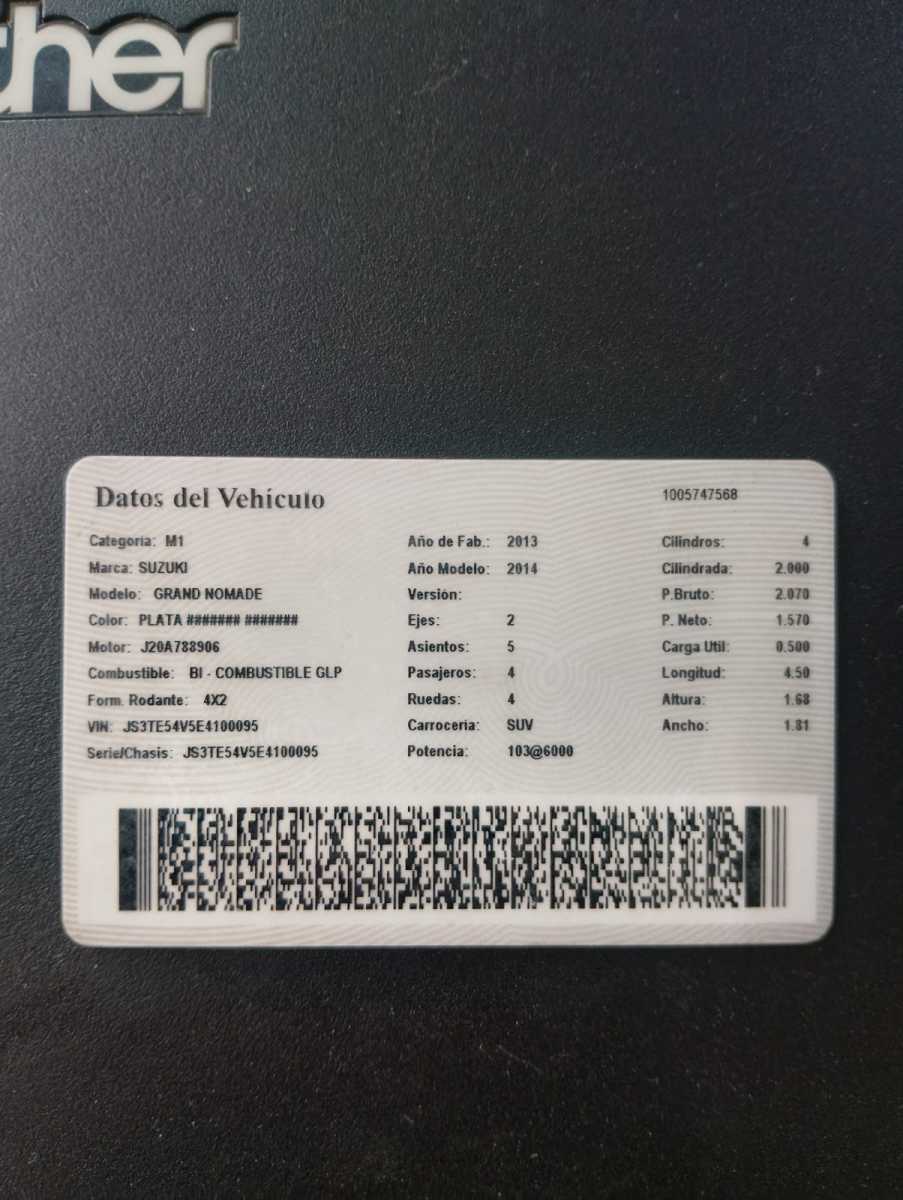 ther
Datos del Vehículo
1005747568
Categoria: M1
Marca: SUZUKI
Modelo: GRAND NOMADE
Color: PLATA ####### #######
Motor: J20A788906
Combustible: BI - COMBUSTIBLE GLP
Form. Rodante: 4X2
VIN: JS3TE54V5E4100095
Serie/Chasis: JS3TE54V5E4100095
Año de Fab.: 2013
Año Modelo: 2014
Versión:
Ejes: 2
Asientos: 5
Pasajeros: 4
Ruedas: 4
Carrocería: SUV
Potencia: 103@6000
Cilindros: 4
Cilindrada: 2.000
P.Bruto: 2.070
P. Neto: 1.570
Carga Util: 0.500
Longitud: 4.50
Altura: 1.68
Ancho: 1.81